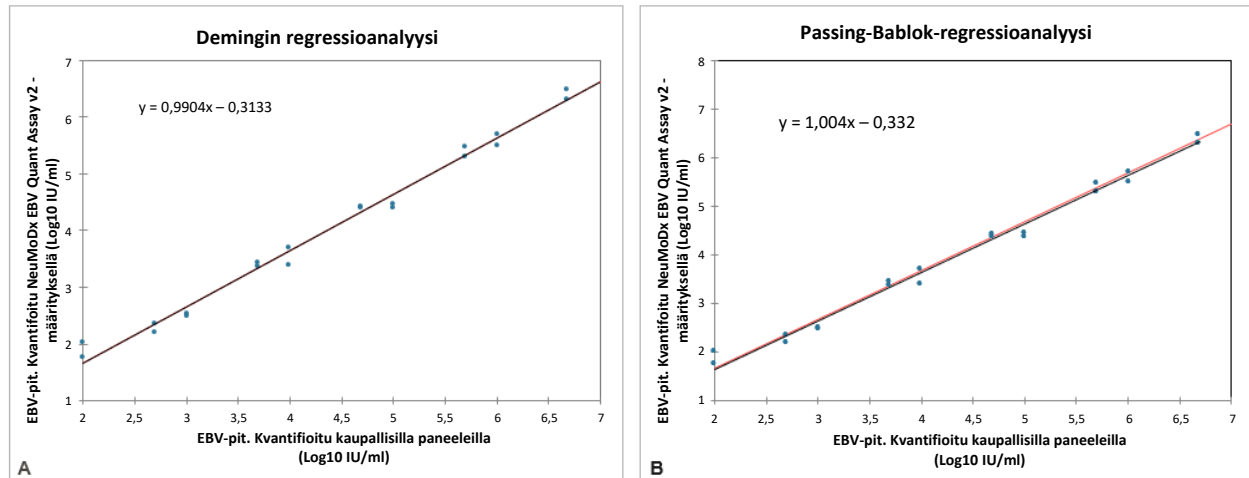 Demingin regressioanalyysi
y = 0,9904x – 0,3133
EBV-pit. Kvantifioitu NeuMoDx EBV Quant Assay v2 -
määrityksellä (Log10 IU/ml)
7
6
5
4
3
2
1
2 2,5 3 3,5 4 4,5 5 5,5 6 6,5 7
EBV-pit. Kvantifioitu kaupallisilla paneeleilla
(Log10 IU/ml)
A
Passing-Bablok-regressioanalyysi
y = 1,004x – 0,332
EBV-pit. Kvantifioitu NeuMoDx EBV Quant Assay v2 -
määrityksellä (Log10 IU/ml)
8
7
6
5
4
3
2
1
2 2,5 3 3,5 4 4,5 5 5,5 6 6,5 7
EBV-pit. Kvantifioitu kaupallisilla paneeleilla
(Log10 IU/ml)
B